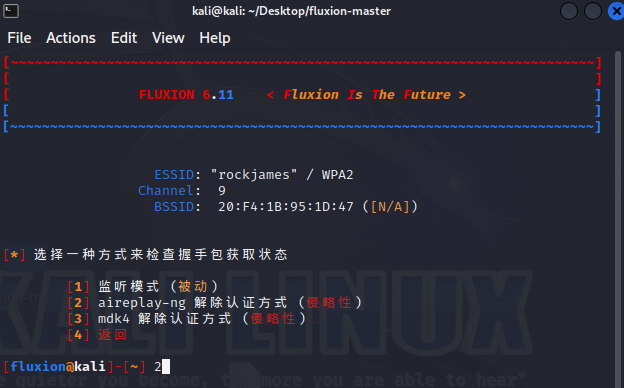 kali@kali: ~/Desktop/fluxion-master
File Actions Edit View Help
[~~~~~~~~~~~~~~~~~~~~~~~~~~~~~~~~~~~~~~~~~~~~~~~~~~~~~~~~~~~~~~~~~~~~~~~~]
[ ]
[ FLUXION 6.11 < Fluxion Is The Future > ]
[ ]
[~~~~~~~~~~~~~~~~~~~~~~~~~~~~~~~~~~~~~~~~~~~~~~~~~~~~~~~~~~~~~~~~~~~~~~~~]
ESSID: "rockjames" / WPA2
Channel: 9
BSSID: 20:F4:1B:95:1D:47 ([N/A])
[*] 选择一种方式来检查握手包获取状态
[1] 监听模式 (被动)
[2] aireplay-ng 解除认证方式 (侵略性)
[3] mdk4 解除认证方式 (侵略性)
[4] 返回
KALI LINUX
[fluxion@kali]-[~] 2
quieter you become, the more you are able to hear"